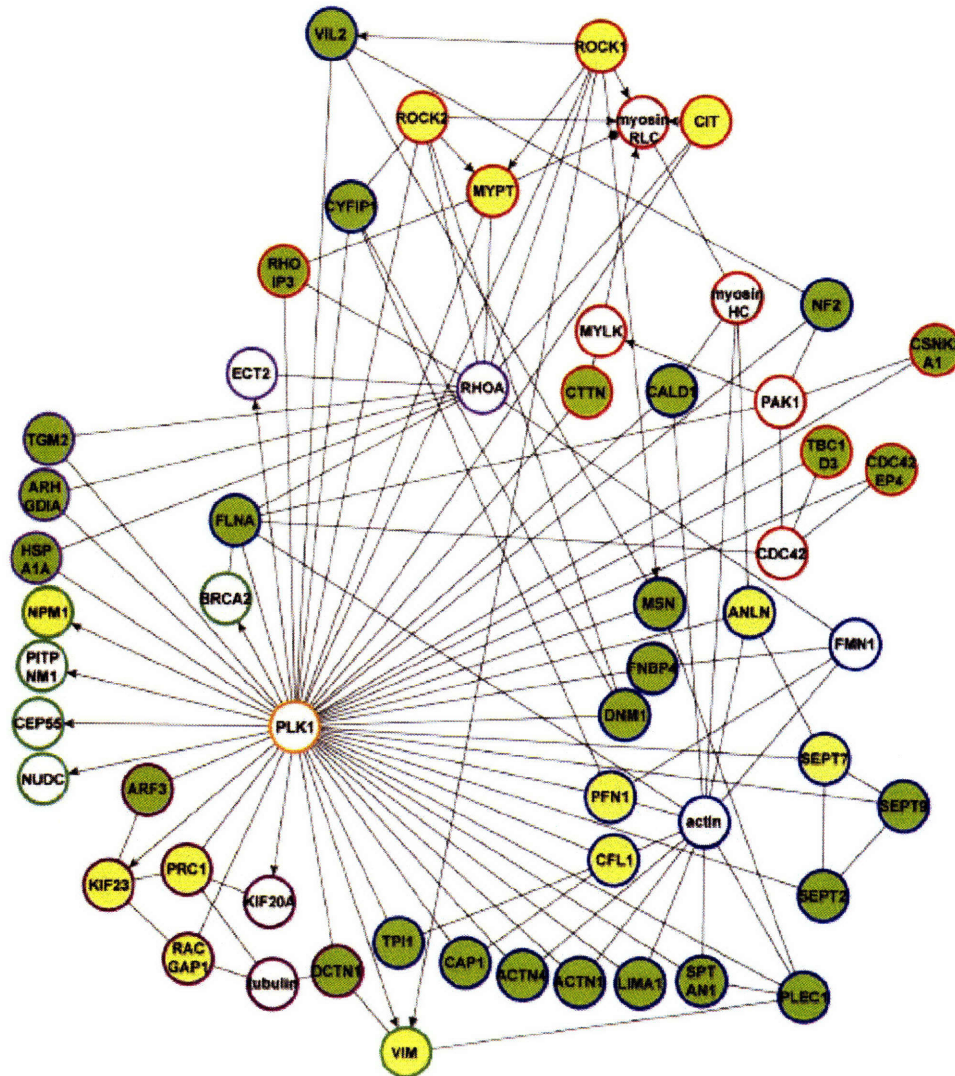 VIL2
ROCK1
ROCK2
myosin
RLC
CIT
MYPT
CYFIP1
RHO
IP3
myosin
HC
NF2
MYLK
CSNK2
A1
ECT2
RHOA
CTTN
CALD1
PAK1
TGM2
TBC1
D3
CDC42
EP4
ARH
GDIA
FLNA
HSP
A1A
CDC42
BRCA2
NPM1
MSN
ANLN
FMN1
PITP
NM1
FNBP4
CEP55
PLK1
DNM1
NUDC
SEPT7
ARF3
PFN1
actin
SEPT9
CFL1
KIF23
PRC1
KIF20A
SEPT2
TPI1
RAC
GAP1
CAP1
ACTN4
ACTN1
LIMA1
SPT
AN1
PLEC1
tubulin
DCTN1
VIM